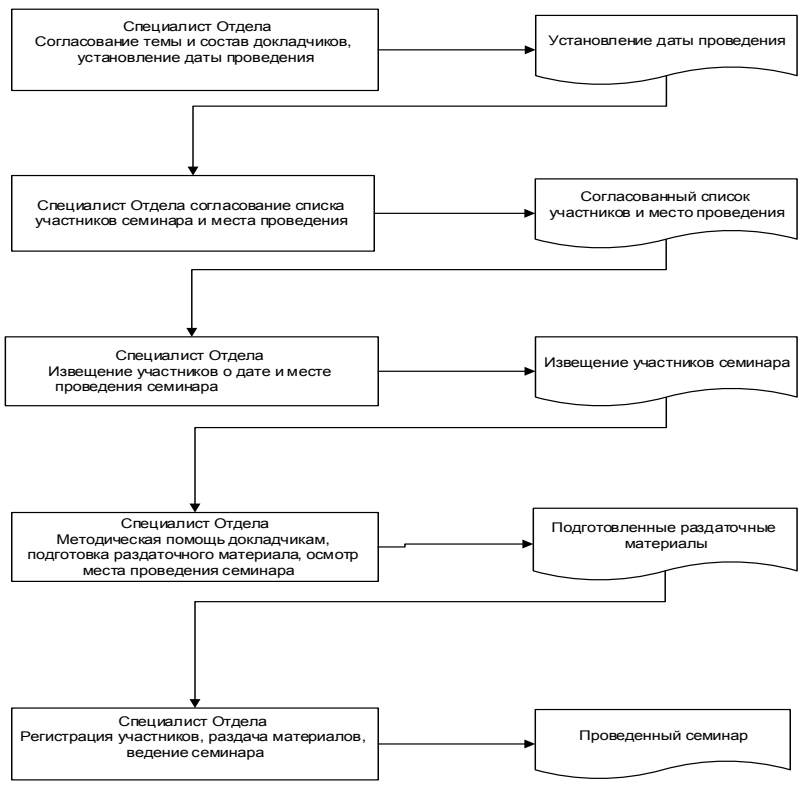 Специалист Отдела
Согласование темы и состав докладчиков,
установление даты проведения
Установление даты проведения
Специалист Отдела согласование списка
участников семинара и места проведения
Согласованный список
участников и место проведения
Специалист Отдела
Извещение участников о дате и месте
проведения семинара
Извещение участников семинара
Специалист Отдела
Методическая помощь докладчикам,
подготовка раздаточного материала, осмотр
места проведения семинара
Подготовленные раздаточные
материалы
Специалист Отдела
Регистрация участников, раздача материалов,
ведение семинара
Проведенный семинар